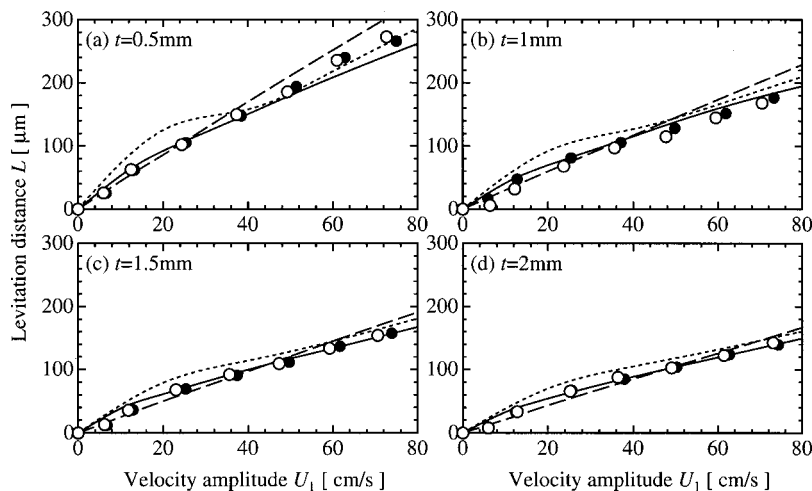 300
(a) t=0.5mm
(b) t=1mm
200
100
0
0 20 40 60 80
300
(c) t=1.5mm
(d) t=2mm
200
100
0
0 20 40 60 80
Levitation distance L [ μm ]
300
200
100
0
0 20 40 60 80
300
200
100
0
0 20 40 60 80
Velocity amplitude U1 [ cm/s ]
Velocity amplitude U1 [ cm/s ]